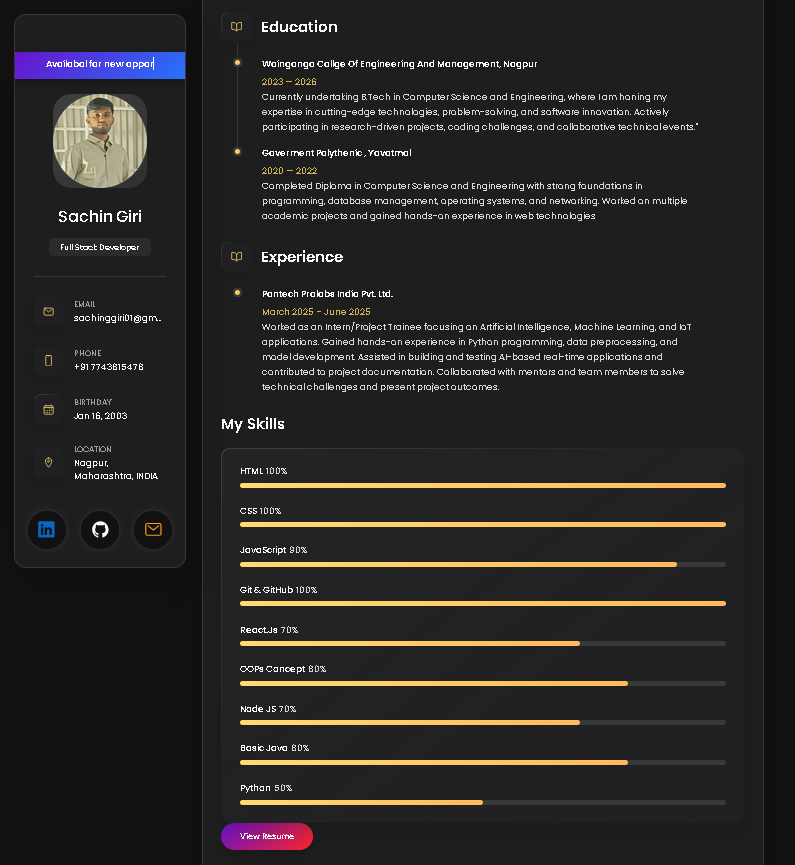 Availabal for new appar
Sachin Giri
Full Stack Developer
EMAIL
sachinggiri01@gm...
PHONE
+91 7743815478
BIRTHDAY
Jan 16, 2003
LOCATION
Nagpur,
Maharashtra, INDIA
Education
Wainganga Collge Of Engineering And Management, Nagpur
2023 — 2026
Currently undertaking B.Tech in Computer Science and Engineering, where I am honing my
expertise in cutting-edge technologies, problem-solving, and software innovation. Actively
participating in research-driven projects, coding challenges, and collaborative technical events."
Goverment Polythenic , Yavatmal
2020 — 2022
Completed Diploma in Computer Science and Engineering with strong foundations in
programming, database management, operating systems, and networking. Worked on multiple
academic projects and gained hands-on experience in web technologies
Experience
Pantech Prolabs India Pvt. Ltd.
March 2025 – June 2025
Worked as an Intern/Project Trainee focusing on Artificial Intelligence, Machine Learning, and IoT
applications. Gained hands-on experience in Python programming, data preprocessing, and
model development. Assisted in building and testing AI-based real-time applications and
contributed to project documentation. Collaborated with mentors and team members to solve
technical challenges and present project outcomes.
My Skills
HTML 100%
CSS 100%
JavaScript 90%
Git & GitHub 100%
React.Js 70%
OOPs Concept 80%
Node JS 70%
Basic Java 80%
Python 50%
View Resume